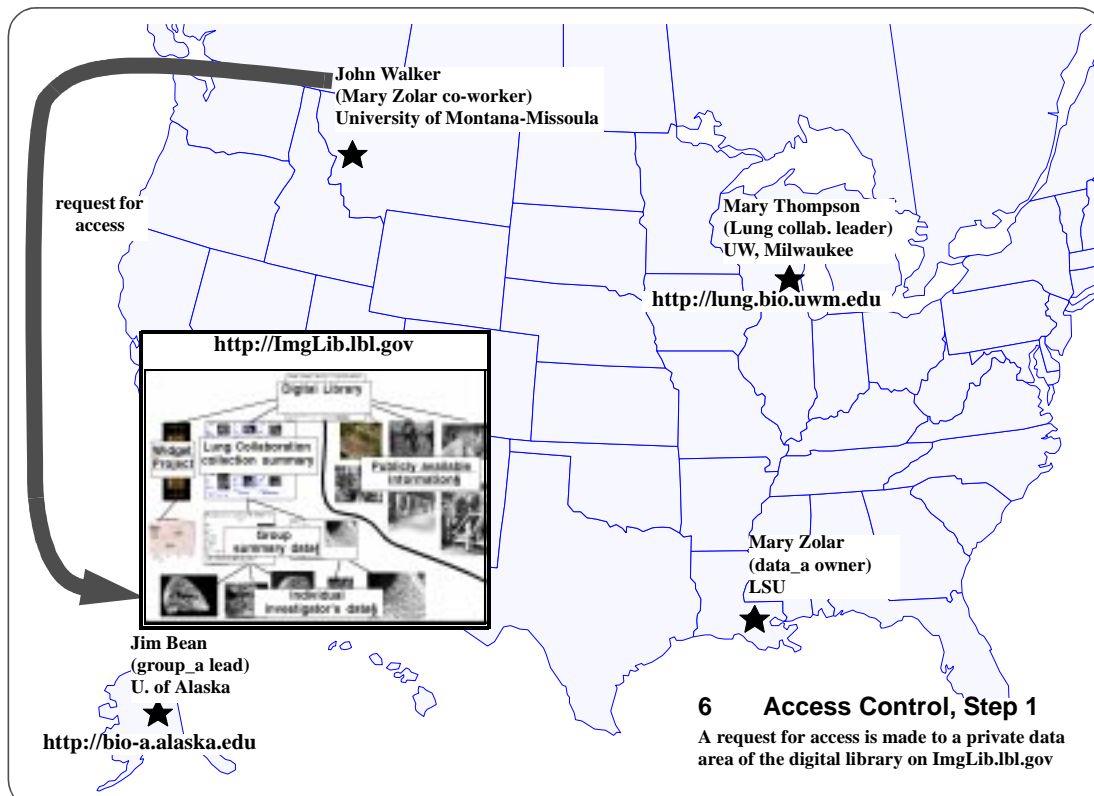 John Walker
(Mary Zolar co-worker)
University of Montana-Missoula
request for
access
Mary Thompson
(Lung collab. leader)
UW, Milwaukee
http://lung.bio.uwm.edu
http://ImgLib.lbl.gov
Digital Library
Widget
Project
Lung Collaboration
collection summary
Publicly available
informations
Group
summary data
Individual
investigator's data
Mary Zolar
(data_a owner)
LSU
Jim Bean
(group_a lead)
U. of Alaska
http://bio-a.alaska.edu
6 Access Control, Step 1
A request for access is made to a private data
area of the digital library on ImgLib.lbl.gov